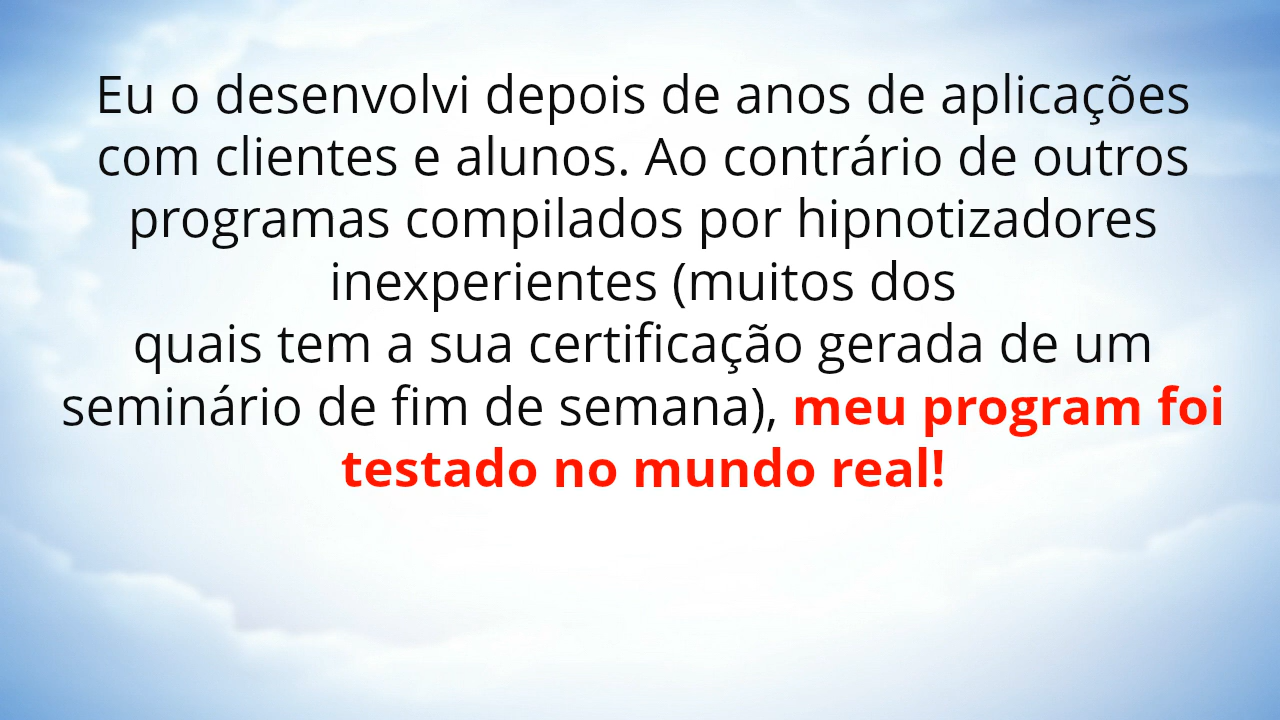 Eu o desenvolvi depois de anos de aplicações
com clientes e alunos. Ao contrário de outros
programas compilados por hipnotizadores
inexperientes (muitos dos
quais tem a sua certificação gerada de um
seminário de fim de semana), meu program foi
testado no mundo real!